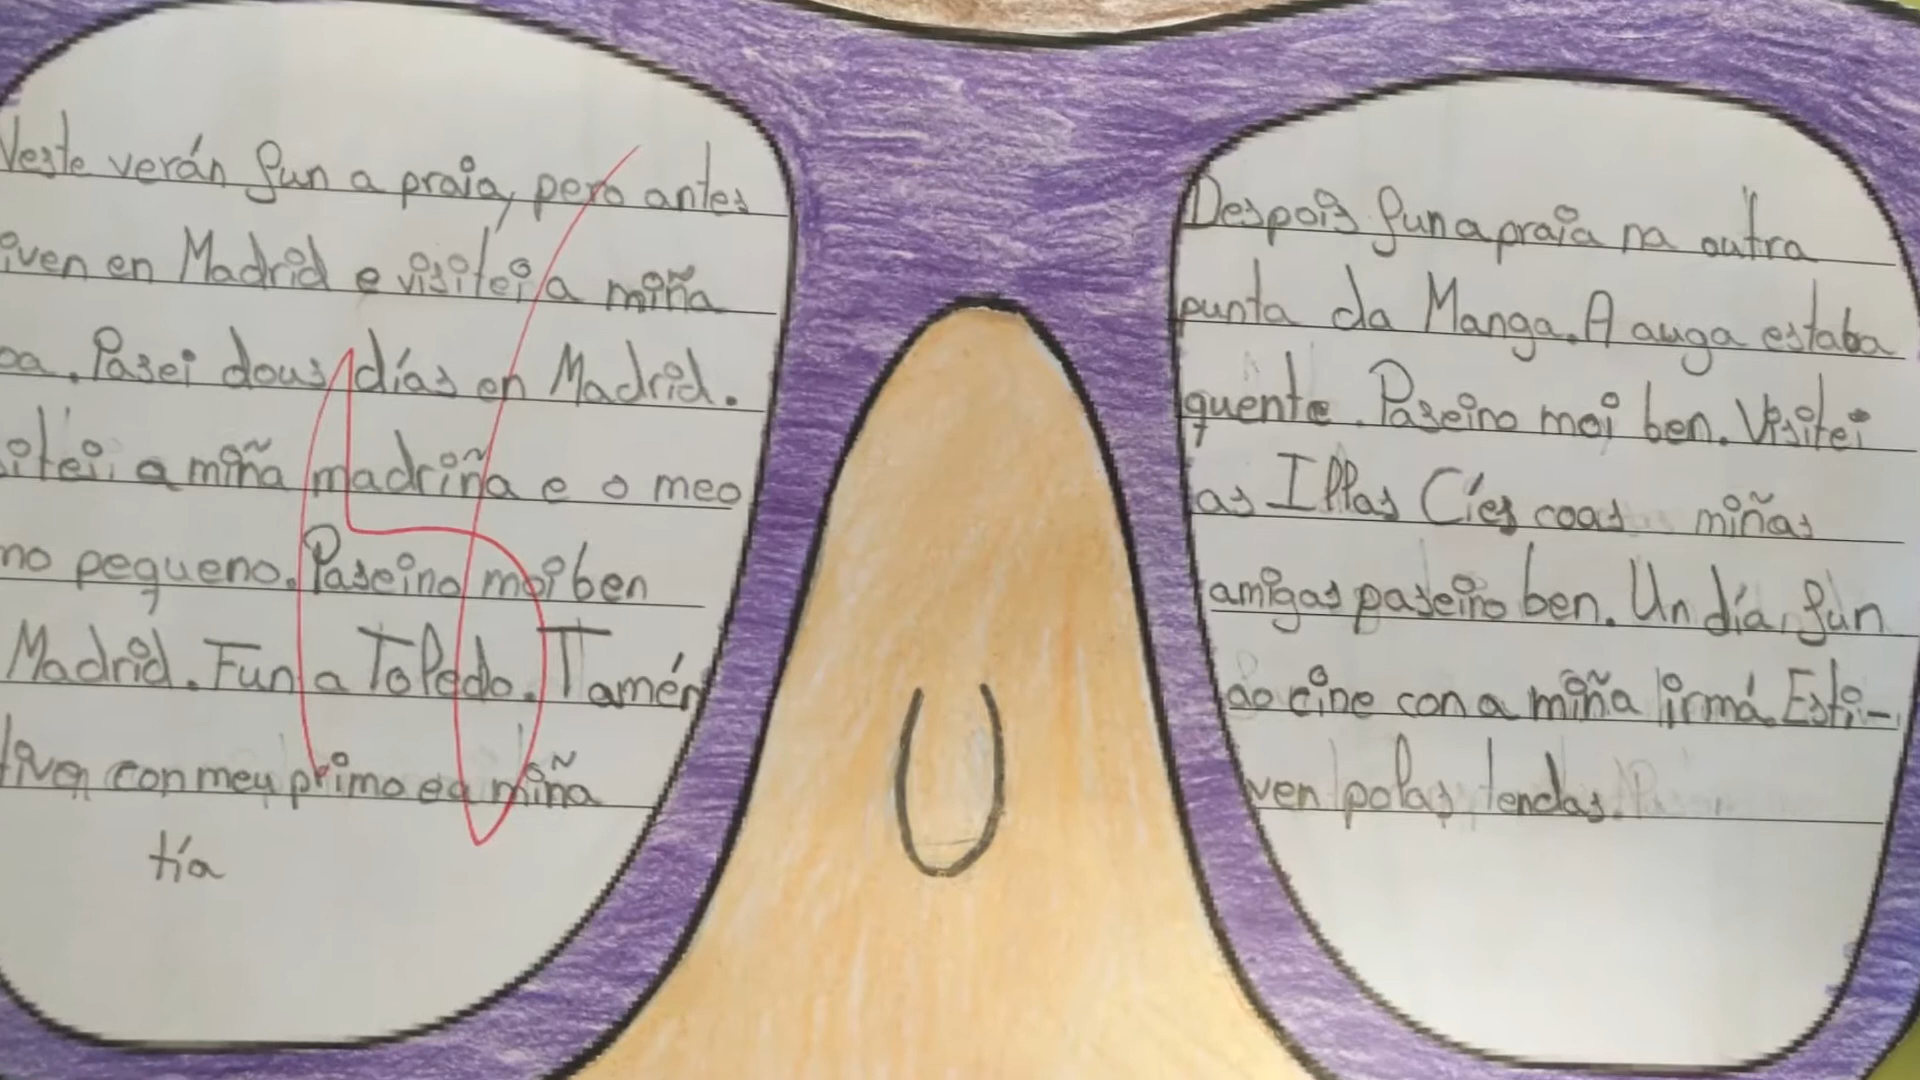 Neste verán fun a praia, pero antes
iven en Madrid e visitei a miña
oa. Pasei dous días en Madrid.
sitei a miña madriña e o meo
no pequeno. Paseino moi ben
Madrid. Fun a Toledo. Tamén
tiven con meu primo e a miña
tía
Despois fun a praia na outra
punta da Manga. A auga estaba
quente. Paseino moi ben. Visitei
as Illas Cíes coas miñas
amigas paseino ben. Un día fun
ao cine con a miña irmá. Esti-
ven polas tendas.